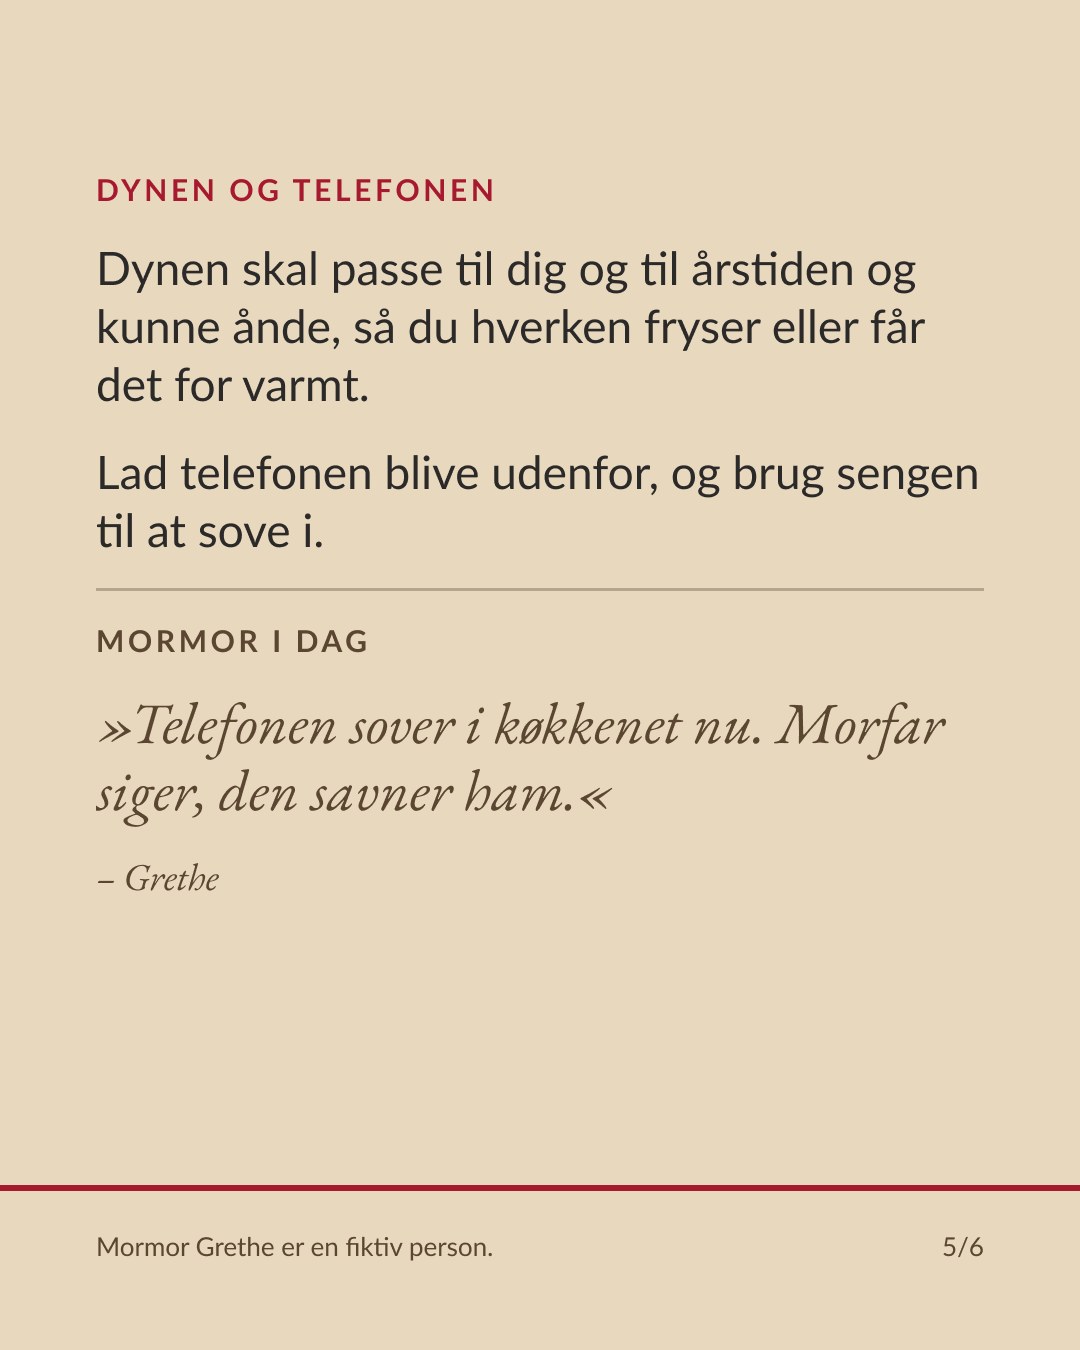 DYNEN OG TELEFONEN
Dynen skal passe til dig og til årstiden og
kunne ånde, så du hverken fryser eller får
det for varmt.
Lad telefonen blive udenfor, og brug sengen
til at sove i.
MORMOR I DAG
»Telefonen sover i køkkenet nu. Morfar
siger, den savner ham.«
– Grethe
Mormor Grethe er en fiktiv person.
5/6